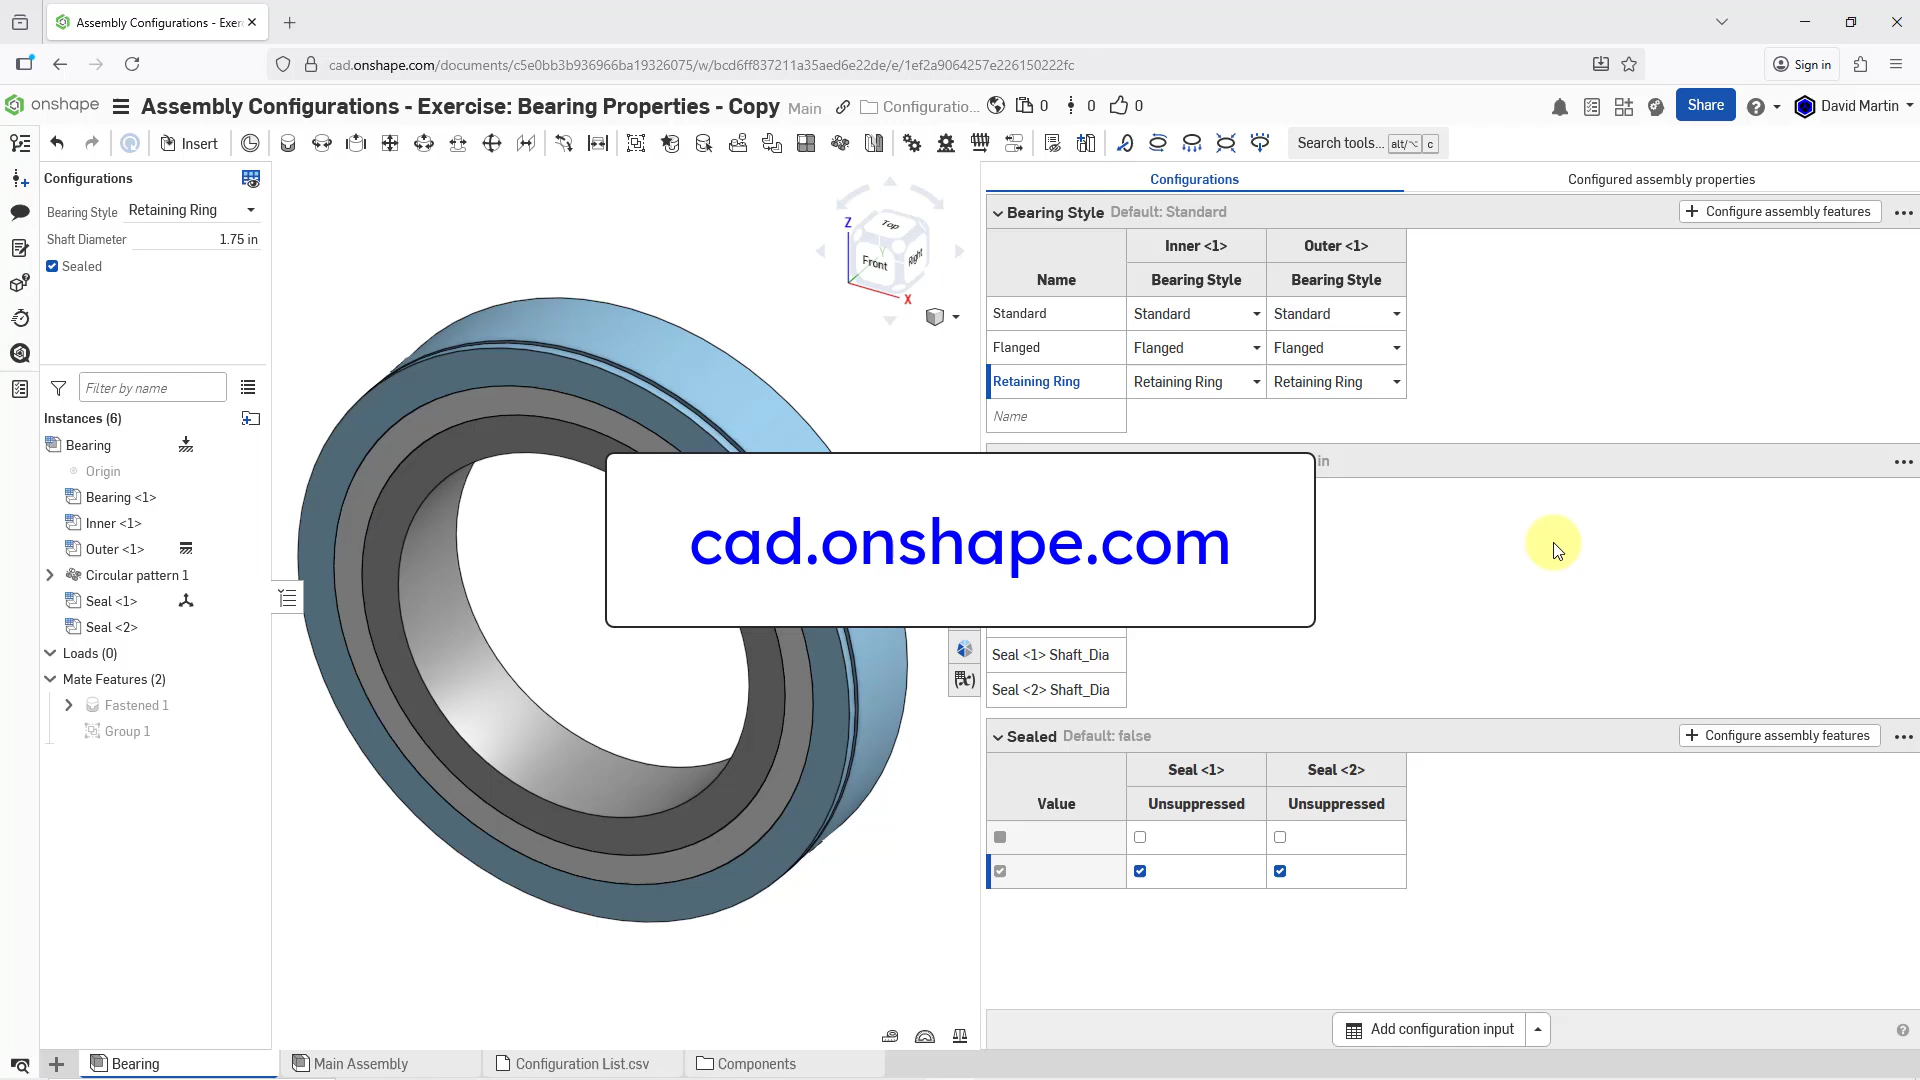 Assembly Configurations - Exer
Sign in
cad.onshape.com/documents/c5e0bb3b936966ba19326075/w/bcd6ff837211a35aed6e22de/e/1ef2a9064257e226150222fc
onshape
Assembly Configurations - Exercise: Bearing Properties - Copy
Main
Configuratio...
0
0
0
Share
David Martin
Insert
Search tools...
alt/⌥
c
Configurations
Bearing Style
Retaining Ring
Shaft Diameter
1.75 in
Sealed
Filter by name
Instances (6)
Bearing
Origin
Bearing <1>
Inner <1>
Outer <1>
Circular pattern 1
Seal <1>
Seal <2>
Loads (0)
Mate Features (2)
Fastened 1
Group 1
Z
Top
Front
Right
Y
X
(x)
cad.onshape.com
Configurations
Configured assembly properties
Bearing Style
Default: Standard
Configure assembly features
Inner <1>
Outer <1>
Name
Bearing Style
Bearing Style
Standard
Standard
Standard
Flanged
Flanged
Flanged
Retaining Ring
Retaining Ring
Retaining Ring
Name
in
Seal <1> Shaft_Dia
Seal <2> Shaft_Dia
Sealed
Default: false
Configure assembly features
Seal <1>
Seal <2>
Value
Unsuppressed
Unsuppressed
Add configuration input
Bearing
Main Assembly
Configuration List.csv
Components